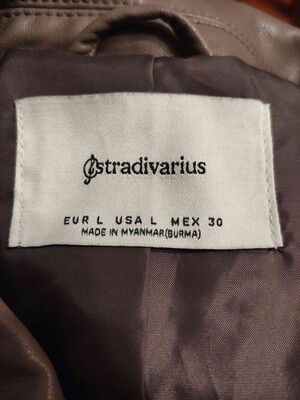 stradivarius
EUR L USA L MEX 30
MADE IN MYANMAR(BURMA)